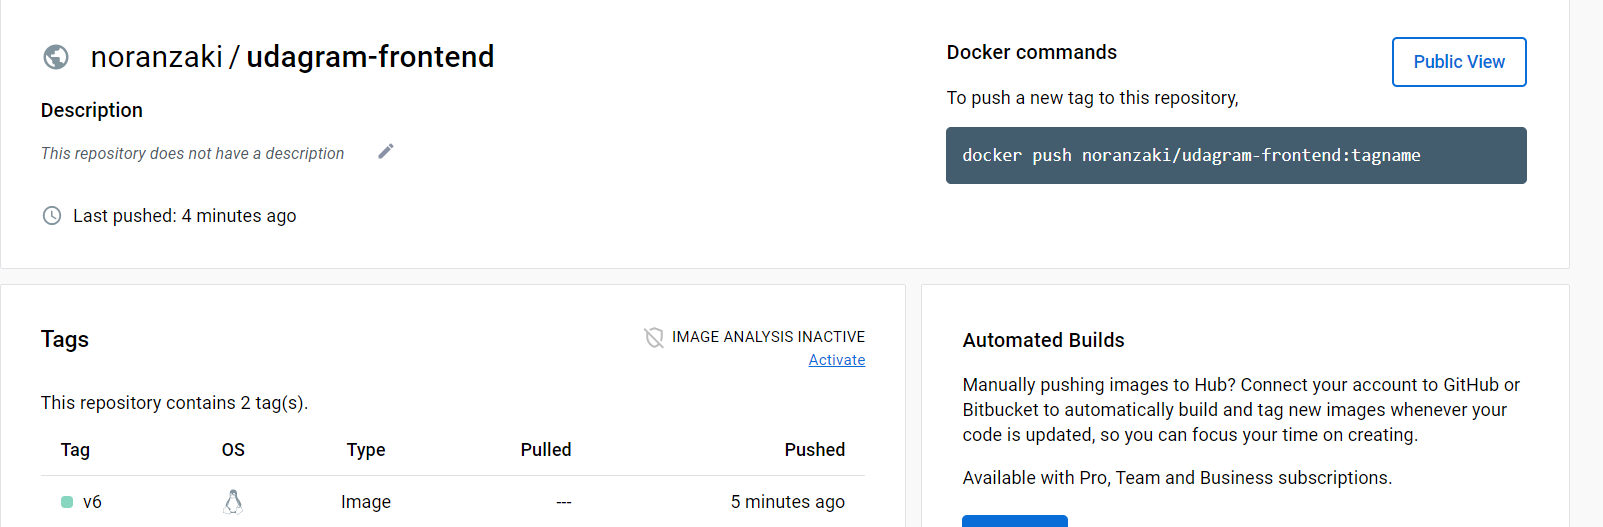 noranzaki / udagram-frontend
Description
This repository does not have a description
Last pushed: 4 minutes ago
Docker commands
Public View
To push a new tag to this repository,
docker push noranzaki/udagram-frontend:tagname
Tags
IMAGE ANALYSIS INACTIVE
Activate
This repository contains 2 tag(s).
Tag OS Type Pulled Pushed
v6 Image --- 5 minutes ago
Automated Builds
Manually pushing images to Hub? Connect your account to GitHub or
Bitbucket to automatically build and tag new images whenever your
code is updated, so you can focus your time on creating.
Available with Pro, Team and Business subscriptions.